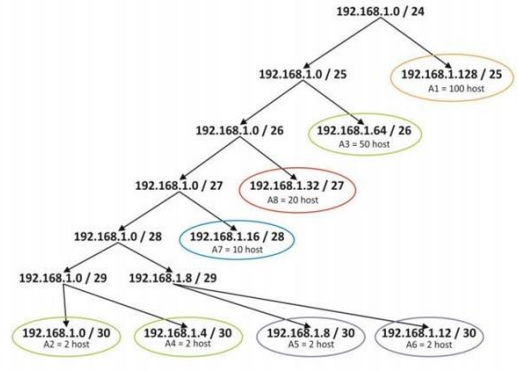 192.168.1.0 / 24
192.168.1.0 / 25
192.168.1.128 / 25
A1 = 100 host
192.168.1.0 / 26
192.168.1.64 / 26
A3 = 50 host
192.168.1.0 / 27
192.168.1.32 / 27
A8 = 20 host
192.168.1.0 / 28
192.168.1.16 / 28
A7 = 10 host
192.168.1.0 / 29
192.168.1.8 / 29
192.168.1.0 / 30
A2 = 2 host
192.168.1.4 / 30
A4 = 2 host
192.168.1.8 / 30
A5 = 2 host
192.168.1.12 / 30
A6 = 2 host